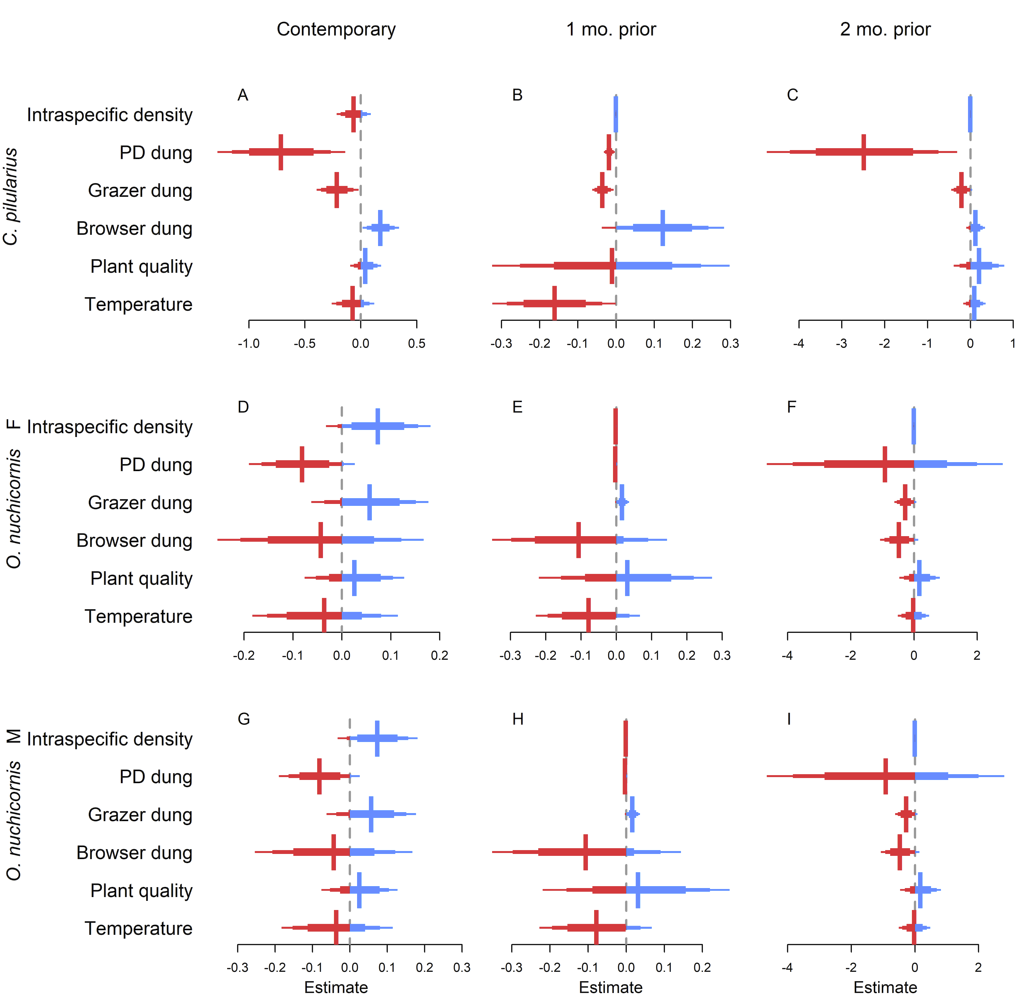 Contemporary 1 mo. prior 2 mo. prior
A B C
C. pilularius
Intraspecific density
PD dung
Grazer dung
Browser dung
Plant quality
Temperature
-1.0 -0.5 0.0 0.5 -0.3 -0.2 -0.1 0.0 0.1 0.2 0.3 -4 -3 -2 -1 0 1
D E F
O. nuchicornis F
Intraspecific density
PD dung
Grazer dung
Browser dung
Plant quality
Temperature
-0.2 -0.1 0.0 0.1 0.2 -0.3 -0.2 -0.1 0.0 0.1 0.2 0.3 -4 -2 0 2
G H I
O. nuchicornis M
Intraspecific density
PD dung
Grazer dung
Browser dung
Plant quality
Temperature
-0.3 -0.2 -0.1 0.0 0.1 0.2 0.3 -0.3 -0.2 -0.1 0.0 0.1 0.2 -4 -2 0 2
Estimate Estimate Estimate